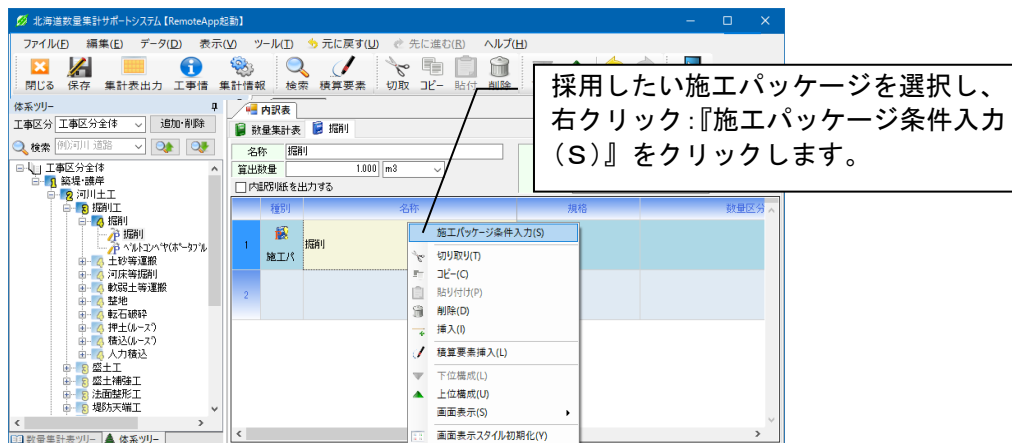 北海道数量集計サポートシステム【RemoteApp起動】
ファイル(F) 編集(E) データ(D) 表示(V) ツール(T) 元に戻す(U) 先に進む(R) ヘルプ(H)
閉じる 保存 集計表出力 工事情 集計情報 検索 積算要素 切取 コピー 貼付 削除
採用したい施工パッケージを選択し、
右クリック:『施工パッケージ条件入力
(S)』をクリックします。
体系ツリー
工事区分 工事区分全体 追加・削除
検索 例)河川 道路
工事区分全体
築堤・護岸
河川土工
掘削工
掘削
掘削
ベルトコンベヤ(ポータブル
土砂等運搬
河床等掘削
軟弱土等運搬
整地
転石破砕
押土(ルーズ)
積込(ルーズ)
人力積込
盛土工
盛土補強工
法面整形工
堤防天端工
数量集計表ツリー 体系ツリー
内訳表
数量集計表 掘削
名称 掘削
算出数量 1.000 m3
内訳別紙を出力する
種別 名称 規格 数量区分
1 施工パ 掘削
2
施工パッケージ条件入力(S)
切り取り(T)
コピー(C)
貼り付け(P)
削除(D)
挿入(I)
積算要素挿入(L)
下位構成(L)
上位構成(U)
画面表示(S)
画面表示スタイル初期化(Y)